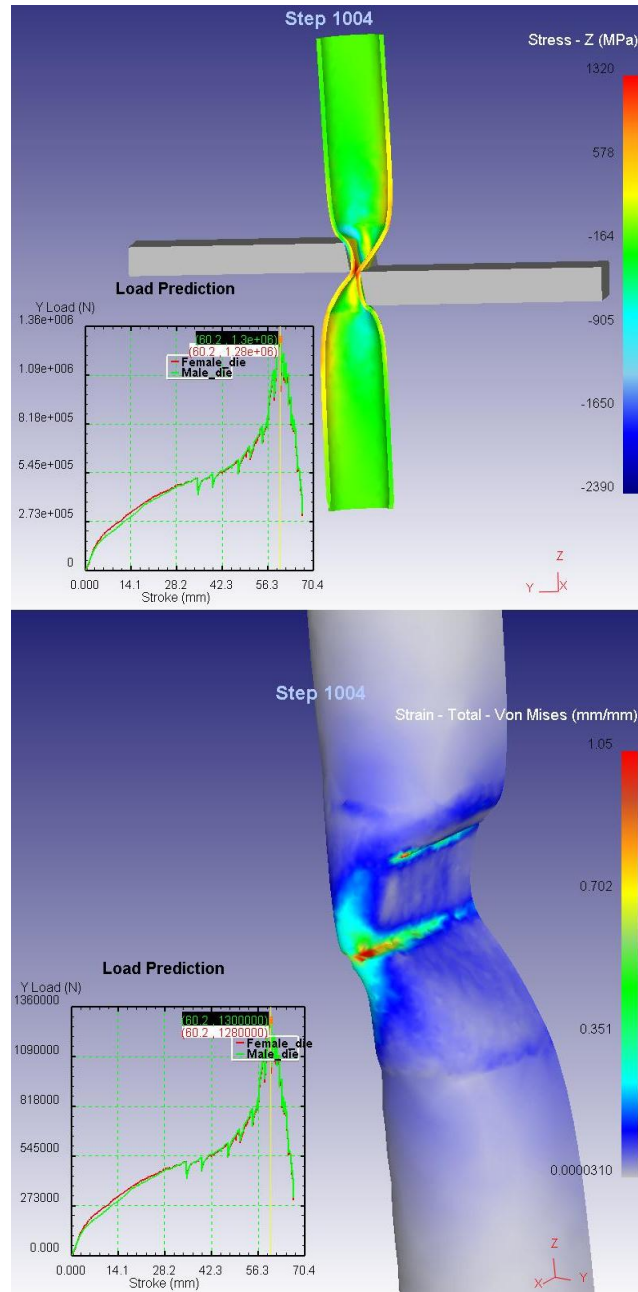 Step 1004
Stress - Z (MPa)
1320
578
-164
-905
-1650
-2390
Load Prediction
Y Load (N)
1.36e+006
1.09e+006
8.18e+005
5.45e+005
2.73e+005
0
(60.2 , 1.3e+06)
(60.2 , 1.28e+06)
Female_die
Male_die
0.000 14.1 28.2 42.3 56.3 70.4
Stroke (mm)
Z
Y X
Step 1004
Strain - Total - Von Mises (mm/mm)
1.05
0.702
0.351
0.0000310
Load Prediction
Y Load (N)
1360000
1090000
818000
545000
273000
0.000
(60.2 , 1300000)
(60.2 , 1280000)
Female_die
Male_die
0.000 14.1 28.2 42.3 56.3 70.4
Stroke (mm)
Z
X Y